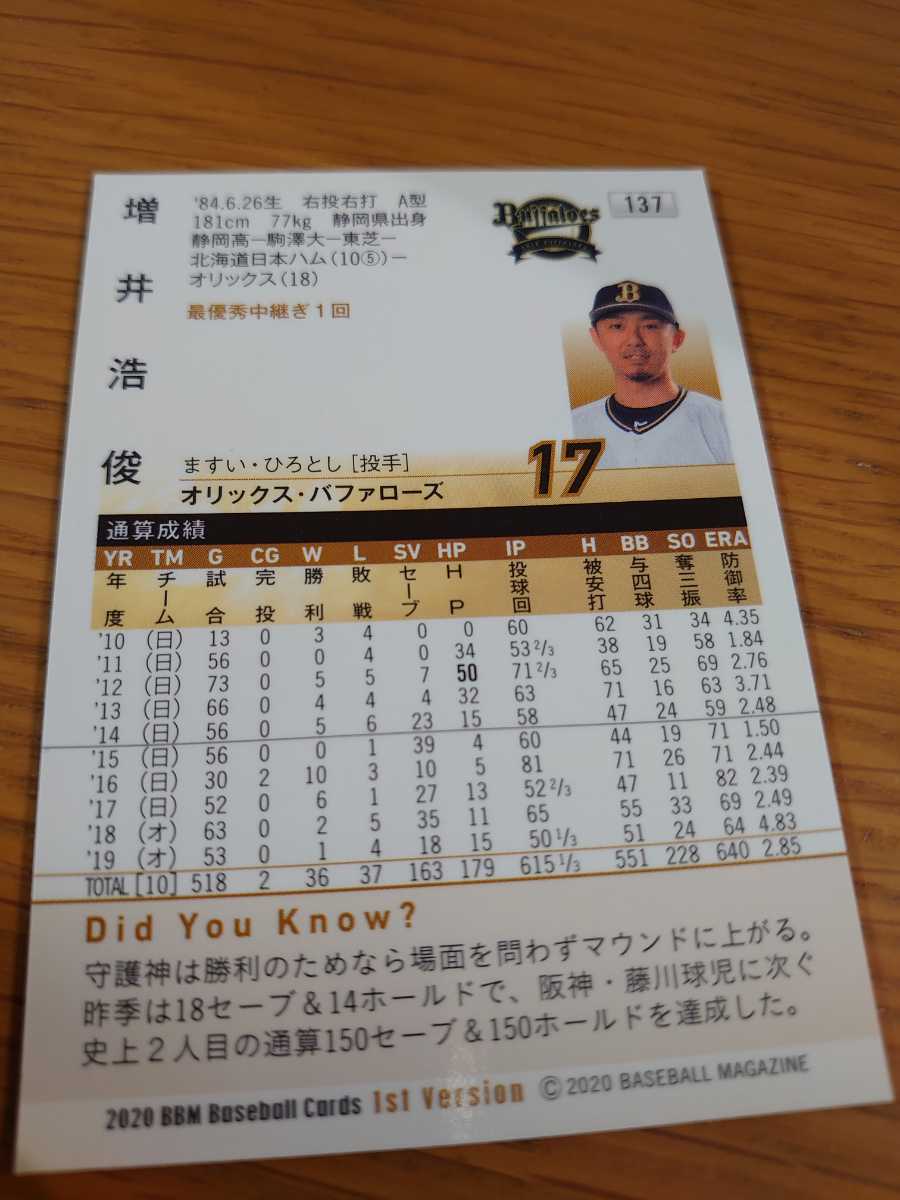 増井浩俊
'84.6.26生 右投右打 A型
181cm 77kg 静岡県出身
静岡高ー駒澤大ー東芝ー
北海道日本ハム(10⑤)ー
オリックス(18)
最優秀中継ぎ1回
Buffaloes
137
B
ますい・ひろとし[投手]
オリックス・バファローズ
17
通算成績
YR TM G CG W L SV HP IP H BB SO ERA
年度 チーム 試合 完投 勝利 敗戦 セーブ HP 投球回 被安打 与四球 奪三振 防御率
'10 (日) 13 0 3 4 0 0 60 62 31 34 4.35
'11 (日) 56 0 0 4 0 34 53 2/3 38 19 58 1.84
'12 (日) 73 0 5 5 7 50 71 2/3 65 25 69 2.76
'13 (日) 66 0 4 4 4 32 63 71 16 63 3.71
'14 (日) 56 0 5 6 23 15 58 47 24 59 2.48
'15 (日) 56 0 0 1 39 4 60 44 19 71 1.50
'16 (日) 30 2 10 3 10 5 81 71 26 71 2.44
'17 (日) 52 0 6 1 27 13 52 2/3 47 11 82 2.39
'18 (オ) 63 0 2 5 35 11 65 55 33 69 2.49
'19 (オ) 53 0 1 4 18 15 50 1/3 51 24 64 4.83
TOTAL [10] 518 2 36 37 163 179 615 1/3 551 228 640 2.85
Did You Know?
守護神は勝利のためなら場面を問わずマウンドに上がる。
昨季は18セーブ＆14ホールドで、阪神・藤川球児に次ぐ
史上2人目の通算150セーブ＆150ホールドを達成した。
2020 BBM Baseball Cards 1st Version ©2020 BASEBALL MAGAZINE